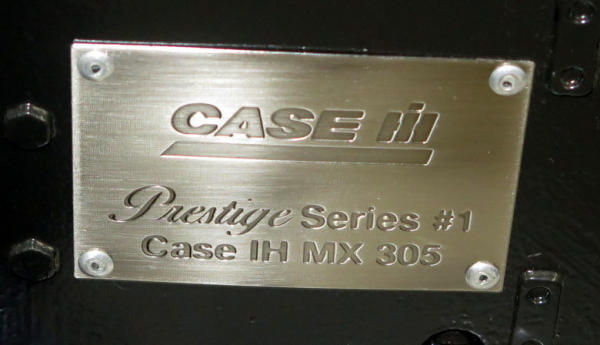 CASE IH
Prestige Series #1
Case IH MX 305